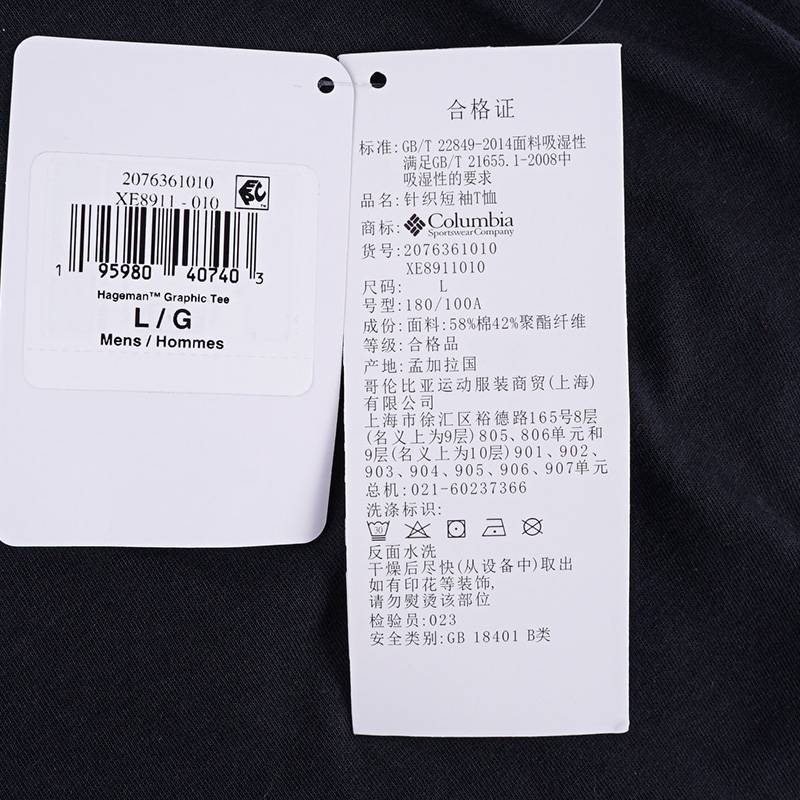 2076361010
XE8911 - 010
1 95980 40740 3
Hageman™ Graphic Tee
L / G
Mens / Hommes
合格证
标准:GB/T 22849-2014面料吸湿性
满足GB/T 21655.1-2008中
吸湿性的要求
品名:针织短袖T恤
商标:Columbia
Sportswear Company
货号:2076361010
XE8911010
尺码: L
号型:180/100A
成份:面料:58%棉42%聚酯纤维
等级:合格品
产地:孟加拉国
哥伦比亚运动服装商贸(上海)
有限公司
上海市徐汇区裕德路165号8层
(名义上为9层)805、806单元和
9层(名义上为10层)901、902、
903、904、905、906、907单元
总机:021-60237366
洗涤标识:
30
反面水洗
干燥后尽快(从设备中)取出
如有印花等装饰,
请勿熨烫该部位
检验员:023
安全类别:GB 18401 B类